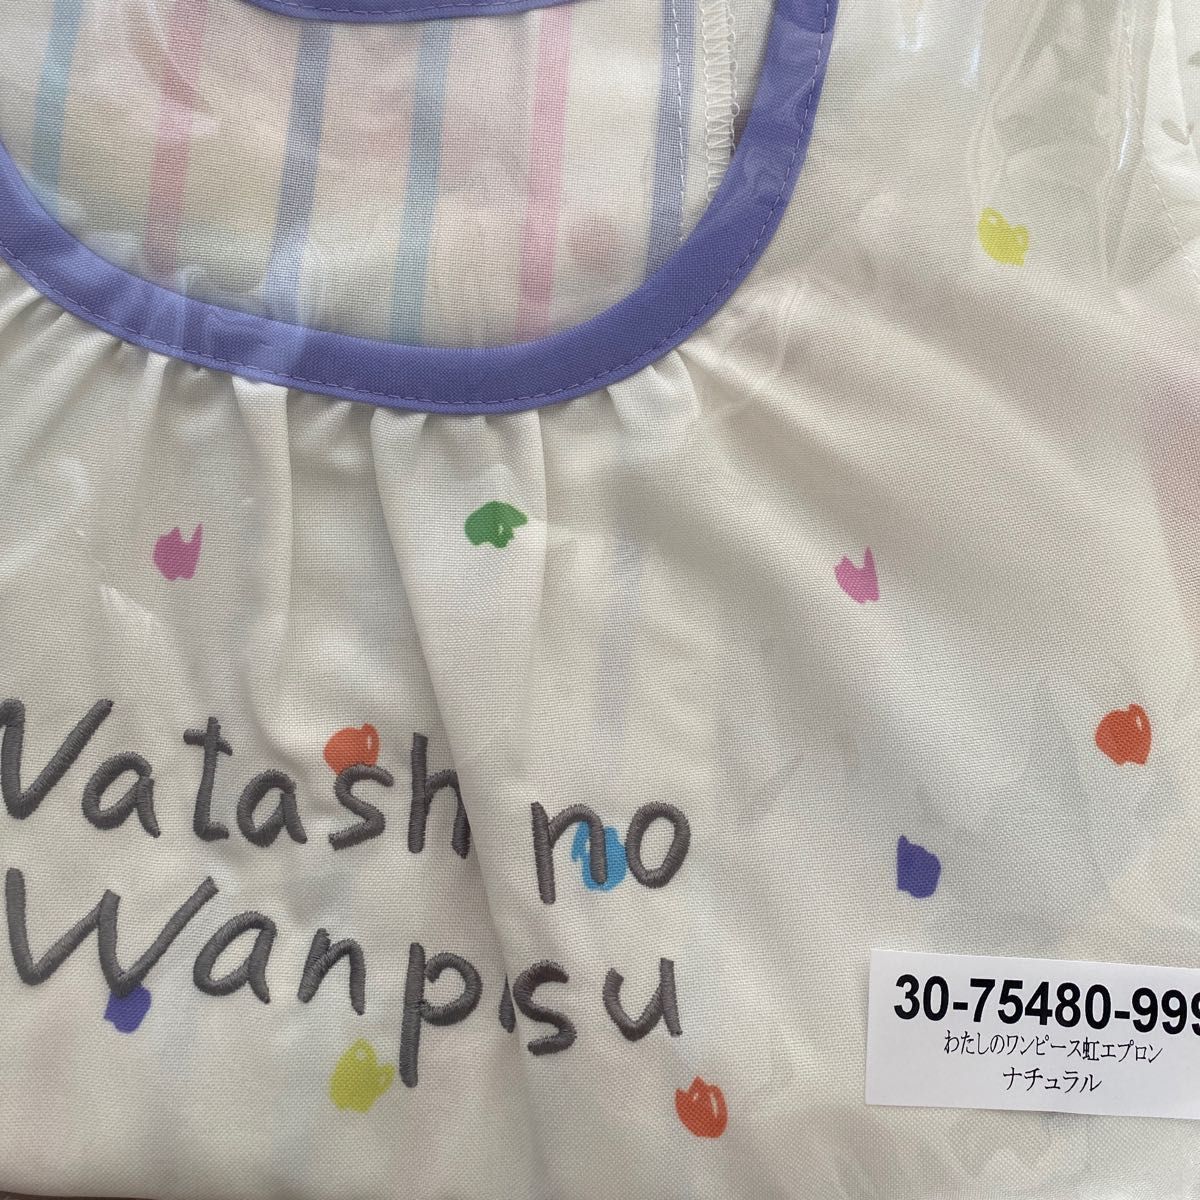 Watashi no
Wanpisu
30-75480-999
わたしのワンピース虹エプロン
ナチュラル